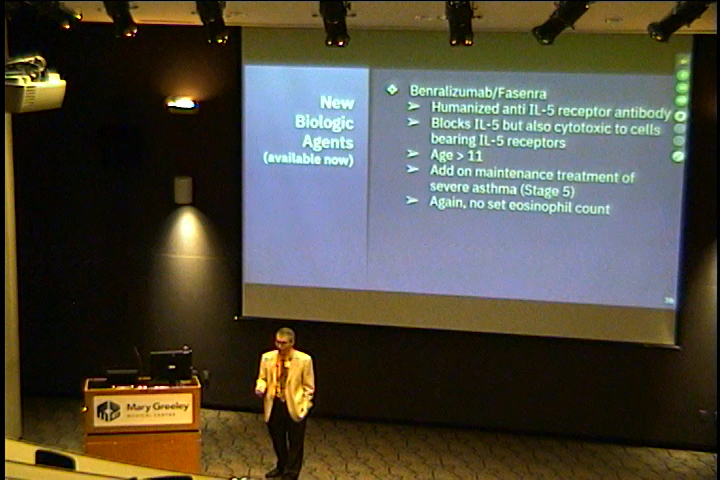 New
Biologic
Agents
(available now)
Benralizumab/Fasenra
Humanized anti IL-5 receptor antibody
Blocks IL-5 but also cytotoxic to cells
bearing IL-5 receptors
Age > 11
Add on maintenance treatment of
severe asthma (Stage 5)
Again, no set eosinophil count
Mary Greeley
MEDICAL CENTER